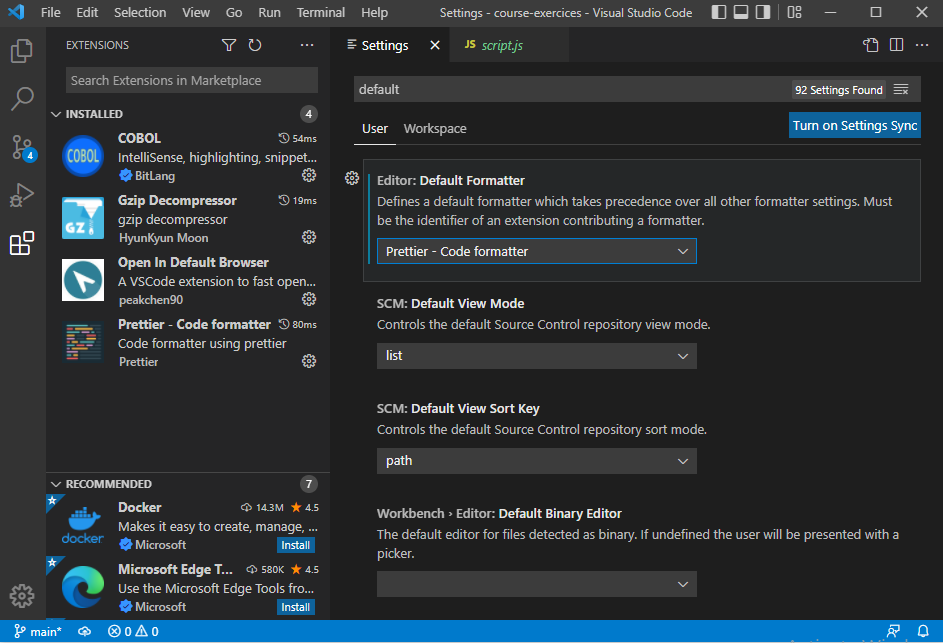 File Edit Selection View Go Run Terminal Help Settings - course-exercices - Visual Studio Code
EXTENSIONS
Search Extensions in Marketplace
INSTALLED 4
COBOL 54ms
COBOL
IntelliSense, highlighting, snippet...
BitLang
Gzip Decompressor 19ms
GZ
gzip decompressor
HyunKyun Moon
Open In Default Browser
A VSCode extension to fast open...
peakchen90
Prettier - Code formatter 80ms
Code formatter using prettier
Prettier
4
RECOMMENDED 7
Docker 14.3M 4.5
Makes it easy to create, manage, ...
docker
Microsoft Install
Microsoft Edge T... 580K 4.5
Use the Microsoft Edge Tools fro...
Microsoft Install
Settings JS script.js
default 92 Settings Found
User Workspace Turn on Settings Sync
Editor: Default Formatter
Defines a default formatter which takes precedence over all other formatter settings. Must
be the identifier of an extension contributing a formatter.
Prettier - Code formatter
SCM: Default View Mode
Controls the default Source Control repository view mode.
list
SCM: Default View Sort Key
Controls the default Source Control repository sort mode.
path
Workbench › Editor: Default Binary Editor
The default editor for files detected as binary. If undefined the user will be presented with a
picker.
main* 0 0